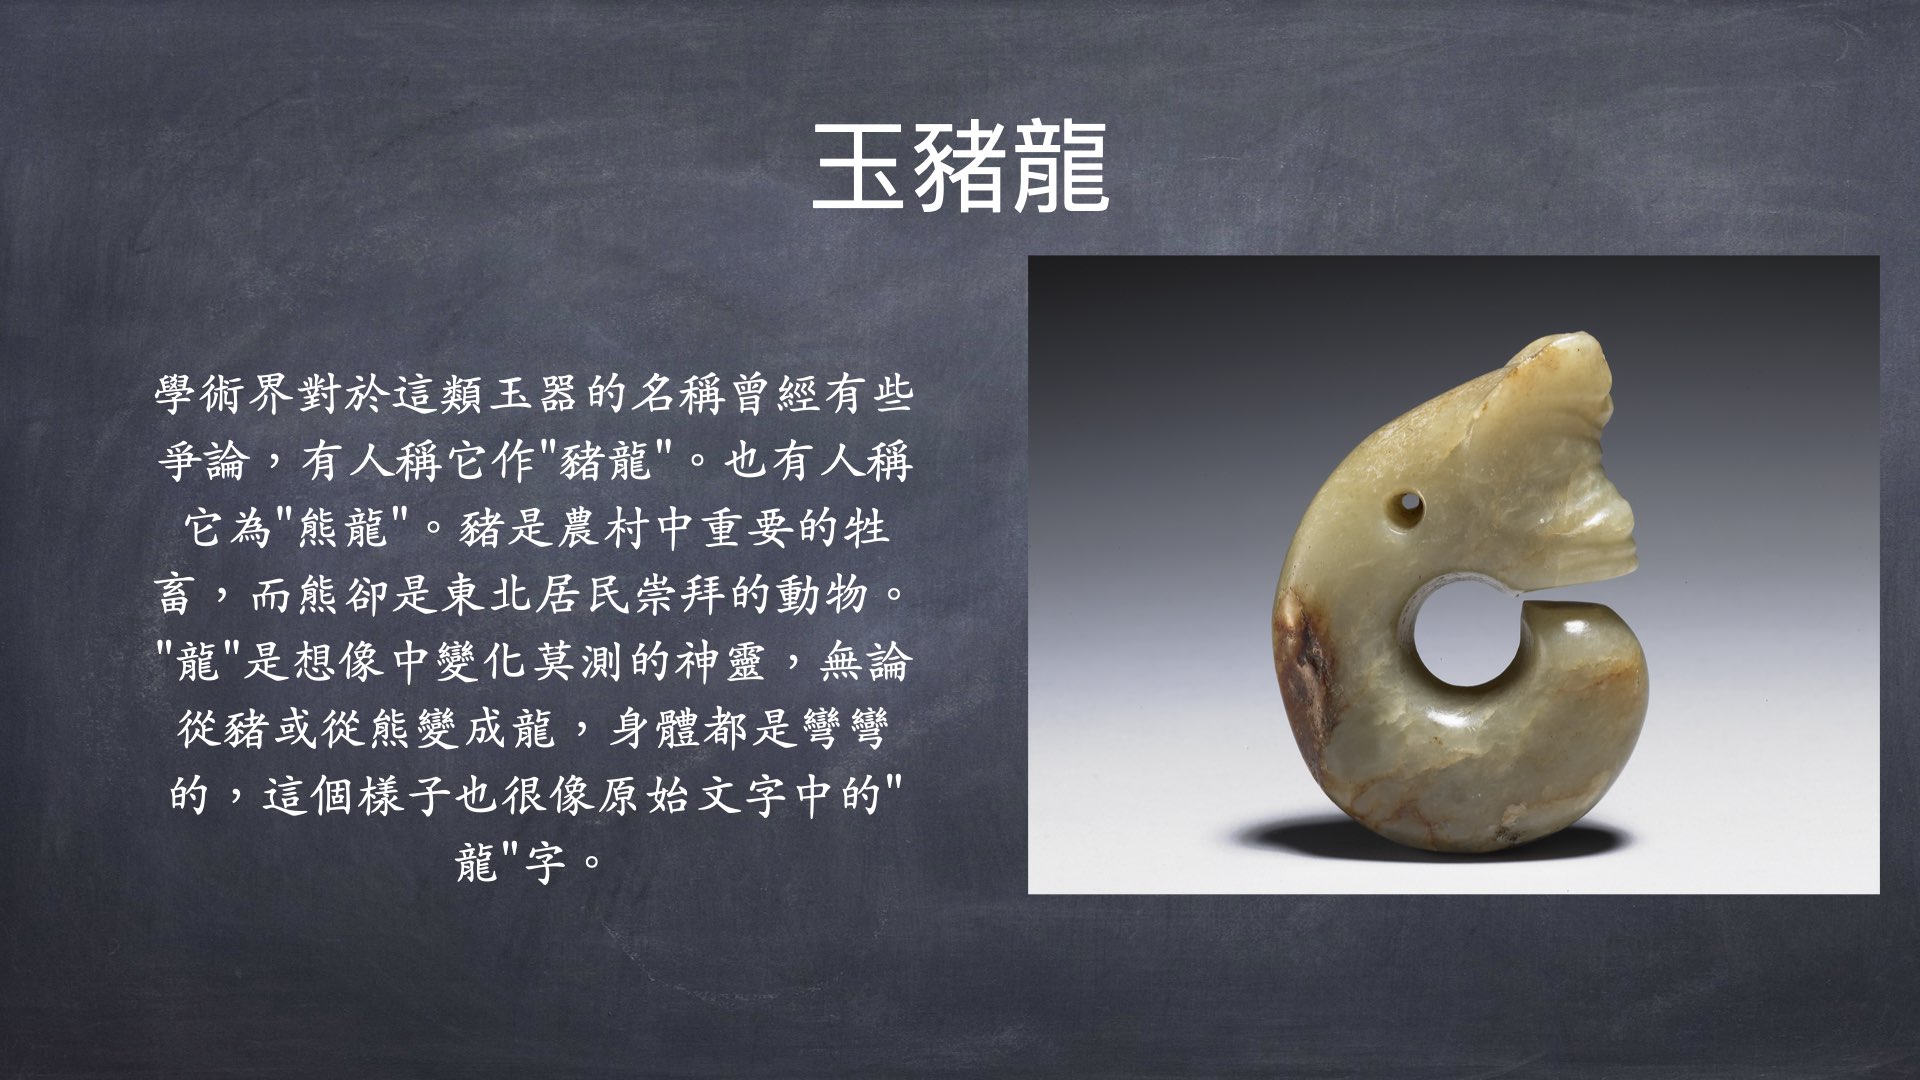 玉豬龍
學術界對於這類玉器的名稱曾經有些
爭論，有人稱它作"豬龍"。也有人稱
它為"熊龍"。豬是農村中重要的牲
畜，而熊卻是東北居民崇拜的動物。
"龍"是想像中變化莫測的神靈，無論
從豬或從熊變成龍，身體都是彎彎
的，這個樣子也很像原始文字中的"
龍"字。